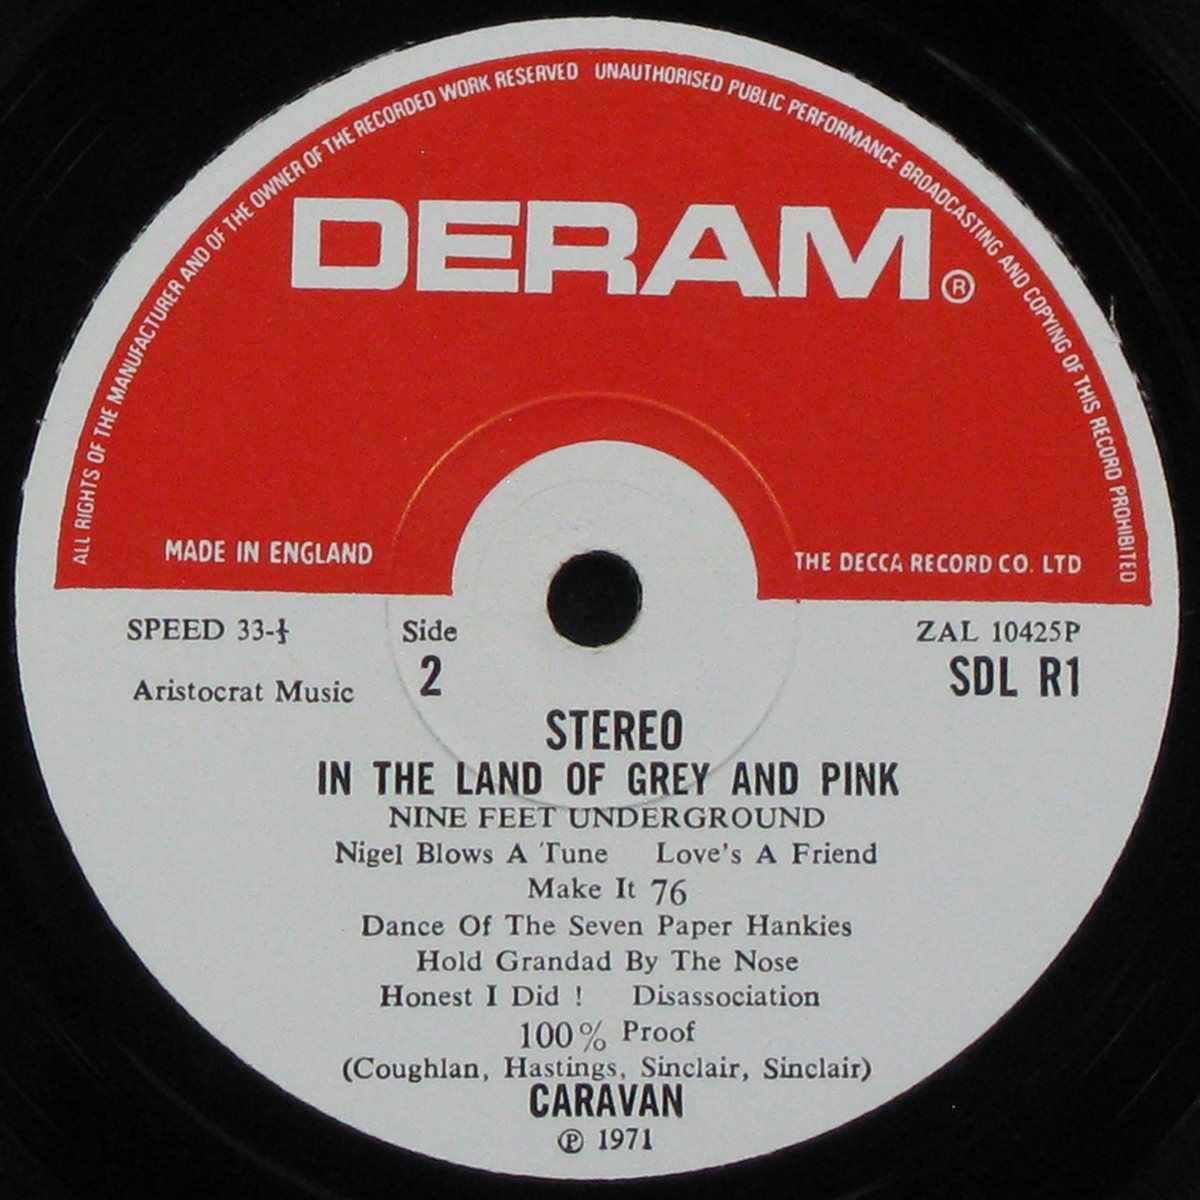 ALL RIGHTS OF THE MANUFACTURER AND OF THE OWNER OF THE RECORDED WORK RESERVED UNAUTHORISED PUBLIC PERFORMANCE BROADCASTING AND COPYING OF THIS RECORD PROHIBITED
DERAM®
MADE IN ENGLAND THE DECCA RECORD CO. LTD
SPEED 33-⅓ Side ZAL 10425P
2 SDL R1
Aristocrat Music
STEREO
IN THE LAND OF GREY AND PINK
NINE FEET UNDERGROUND
Nigel Blows A Tune Love's A Friend
Make It 76
Dance Of The Seven Paper Hankies
Hold Grandad By The Nose
Honest I Did ! Disassociation
100% Proof
(Coughlan, Hastings, Sinclair, Sinclair)
CARAVAN
℗ 1971